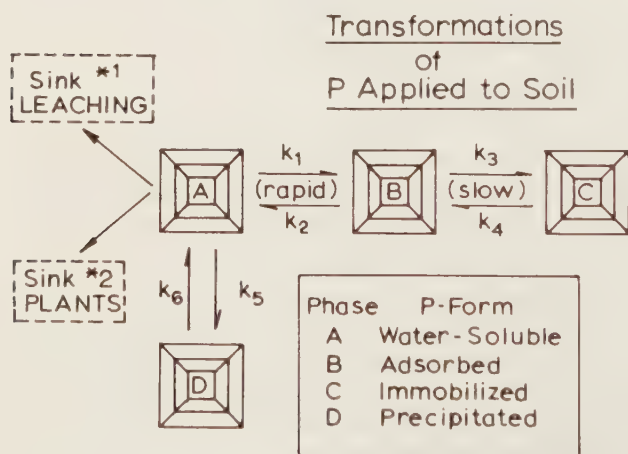 Transformations
of
P Applied to Soil
Sink *1
LEACHING
A
k1
(rapid)
k2
B
k3
(slow)
k4
C
Sink *2
PLANTS
k6
k5
D
Phase P-Form
A Water-Soluble
B Adsorbed
C Immobilized
D Precipitated